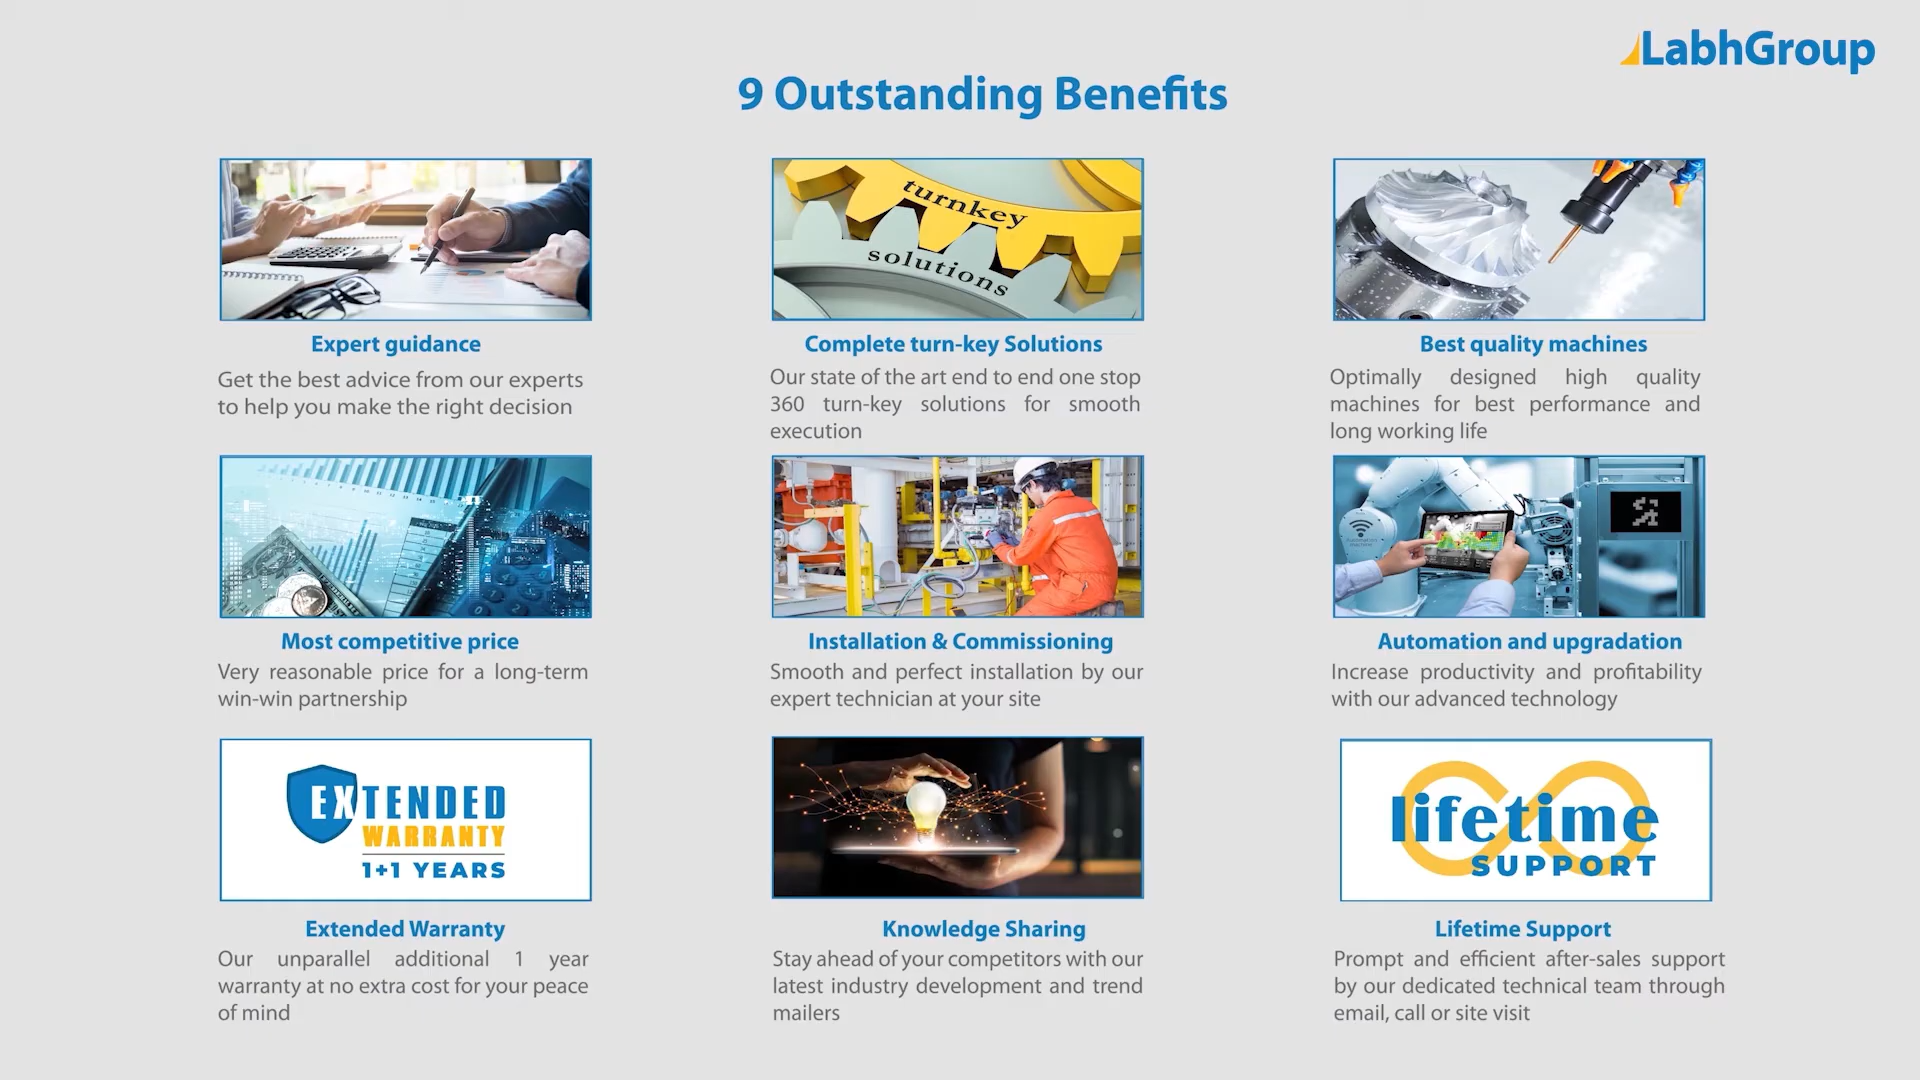 LabhGroup
9 Outstanding Benefits
turnkey
solutions
Expert guidance
Get the best advice from our experts
to help you make the right decision
Complete turn-key Solutions
Our state of the art end to end one stop
360 turn-key solutions for smooth
execution
Best quality machines
Optimally designed high quality
machines for best performance and
long working life
Most competitive price
Very reasonable price for a long-term
win-win partnership
Installation & Commissioning
Smooth and perfect installation by our
expert technician at your site
Automation and upgradation
Increase productivity and profitability
with our advanced technology
EXTENDED
WARRANTY
1+1 YEARS
Extended Warranty
Our unparallel additional 1 year
warranty at no extra cost for your peace
of mind
Knowledge Sharing
Stay ahead of your competitors with our
latest industry development and trend
mailers
lifetime
SUPPORT
Lifetime Support
Prompt and efficient after-sales support
by our dedicated technical team through
email, call or site visit